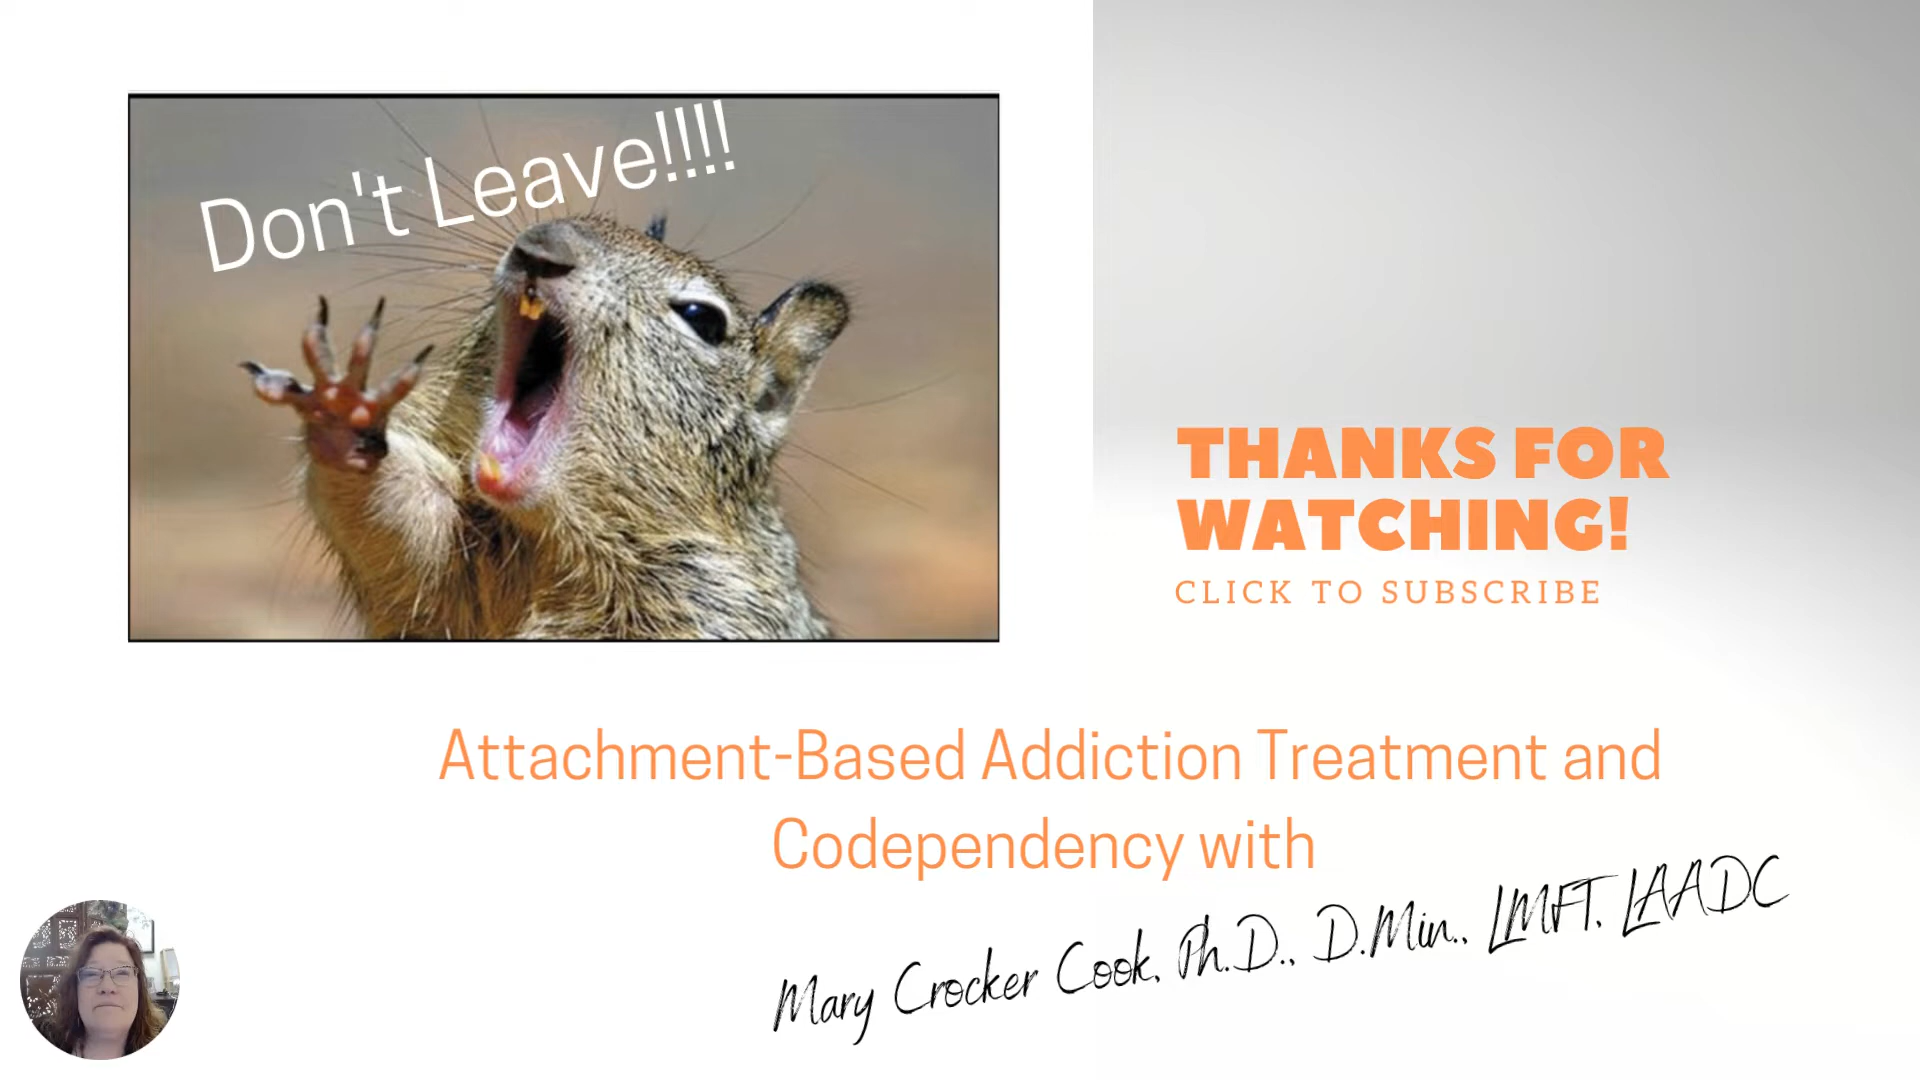 Don't Leave!!!!
THANKS FOR
WATCHING!
CLICK TO SUBSCRIBE
Attachment-Based Addiction Treatment and
Codependency with
Mary Crocker Cook, Ph.D., D.Min., LMFT, LAADC